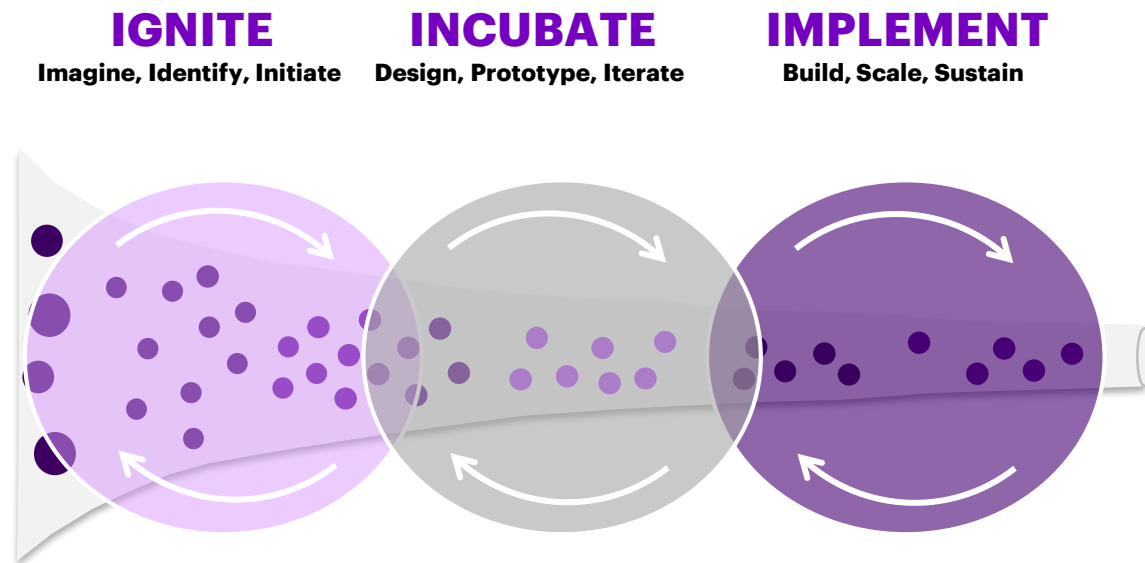 IGNITE
Imagine, Identify, Initiate
INCUBATE
Design, Prototype, Iterate
IMPLEMENT
Build, Scale, Sustain